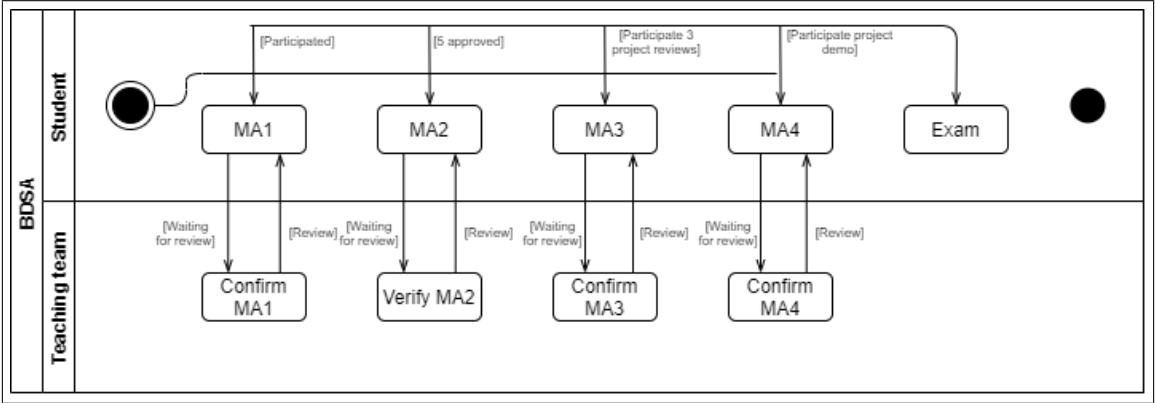 BDSA
Student
[Participated]
[5 approved]
[Participate 3
project reviews]
[Participate project
demo]
MA1
MA2
MA3
MA4
Exam
Teaching team
[Waiting
for review]
[Review]
[Waiting
for review]
[Review]
[Waiting
for review]
[Review]
[Waiting
for review]
[Review]
Confirm
MA1
Verify MA2
Confirm
MA3
Confirm
MA4